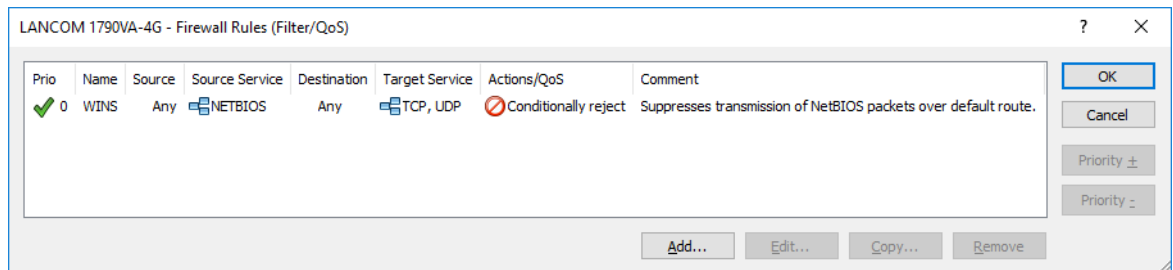 LANCOM 1790VA-4G - Firewall Rules (Filter/QoS) ?
Prio Name Source Source Service Destination Target Service Actions/QoS Comment
0 WINS Any NETBIOS Any TCP, UDP Conditionally reject Suppresses transmission of NetBIOS packets over default route.
OK
Cancel
Priority +
Priority -
Add... Edit... Copy... Remove